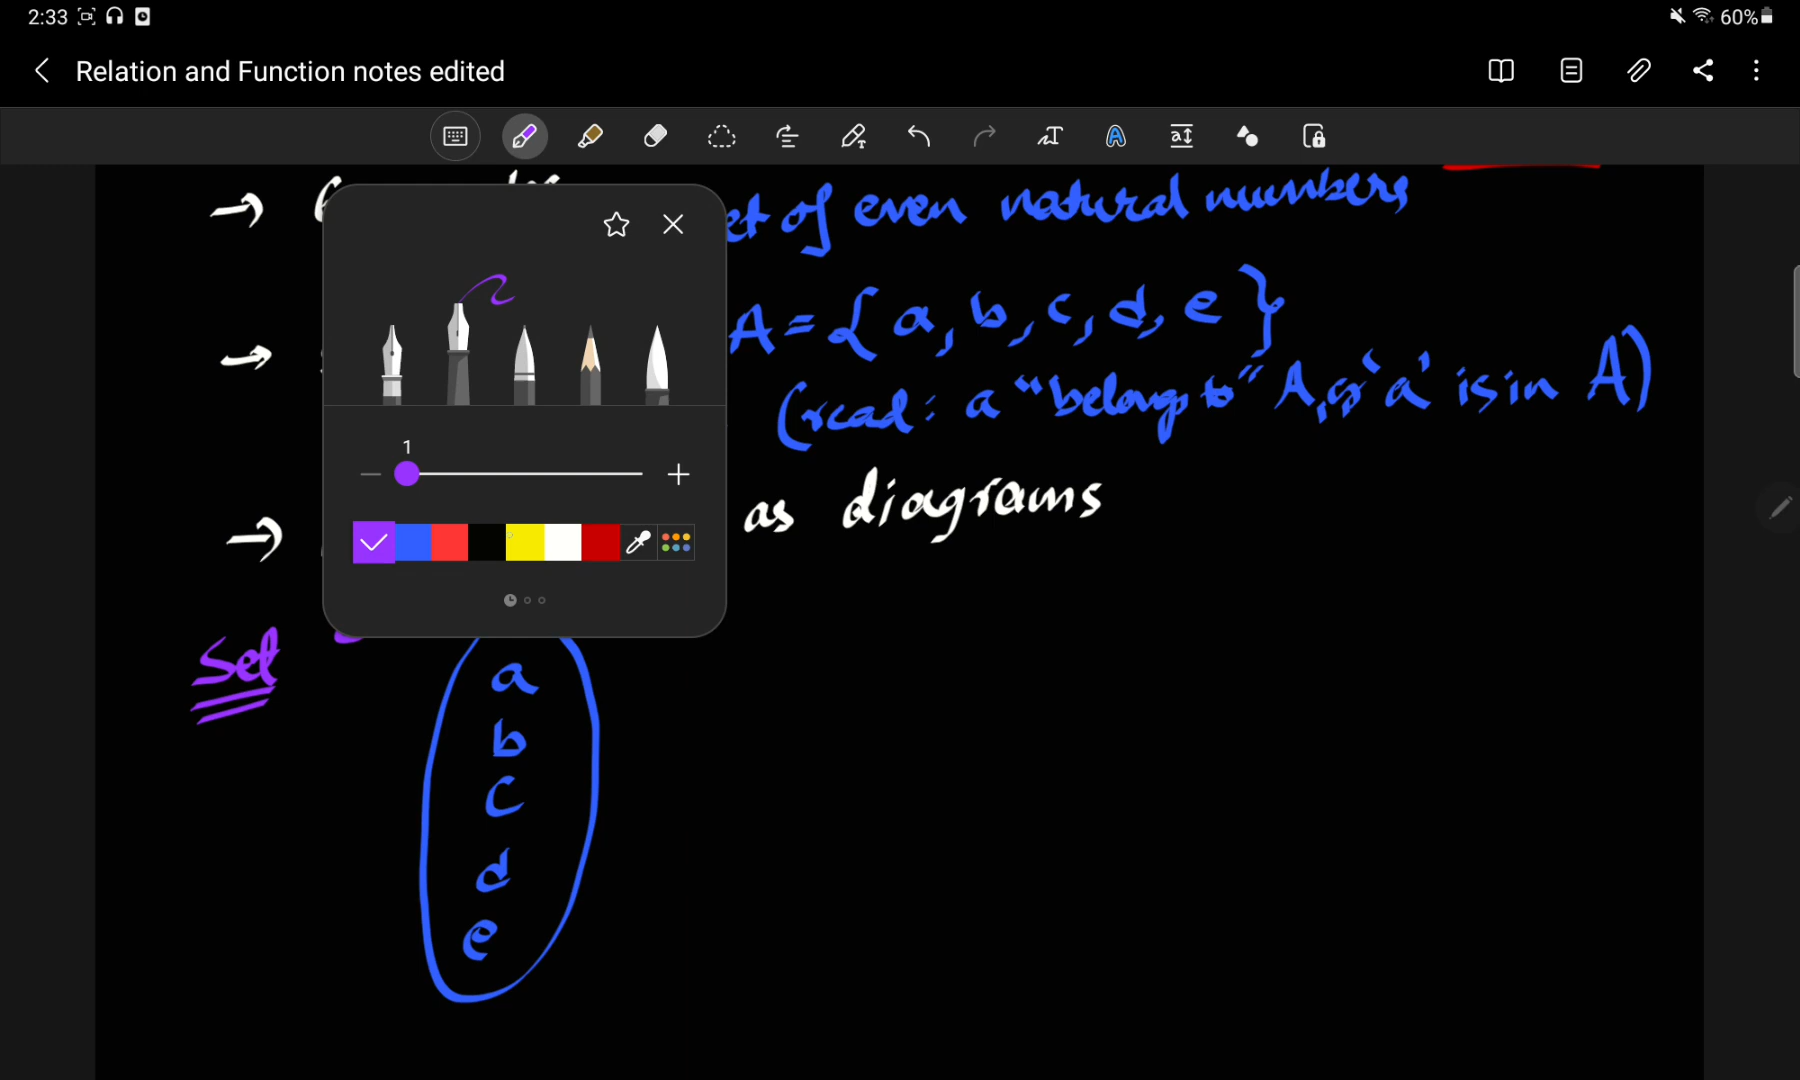 2:33 60%
Relation and Function notes edited
et of even natural numbers
A = { a, b, c, d, e }
(read: a "belongs to" A, or 'a' is in A)
1
as diagrams
Set
a
b
c
d
e